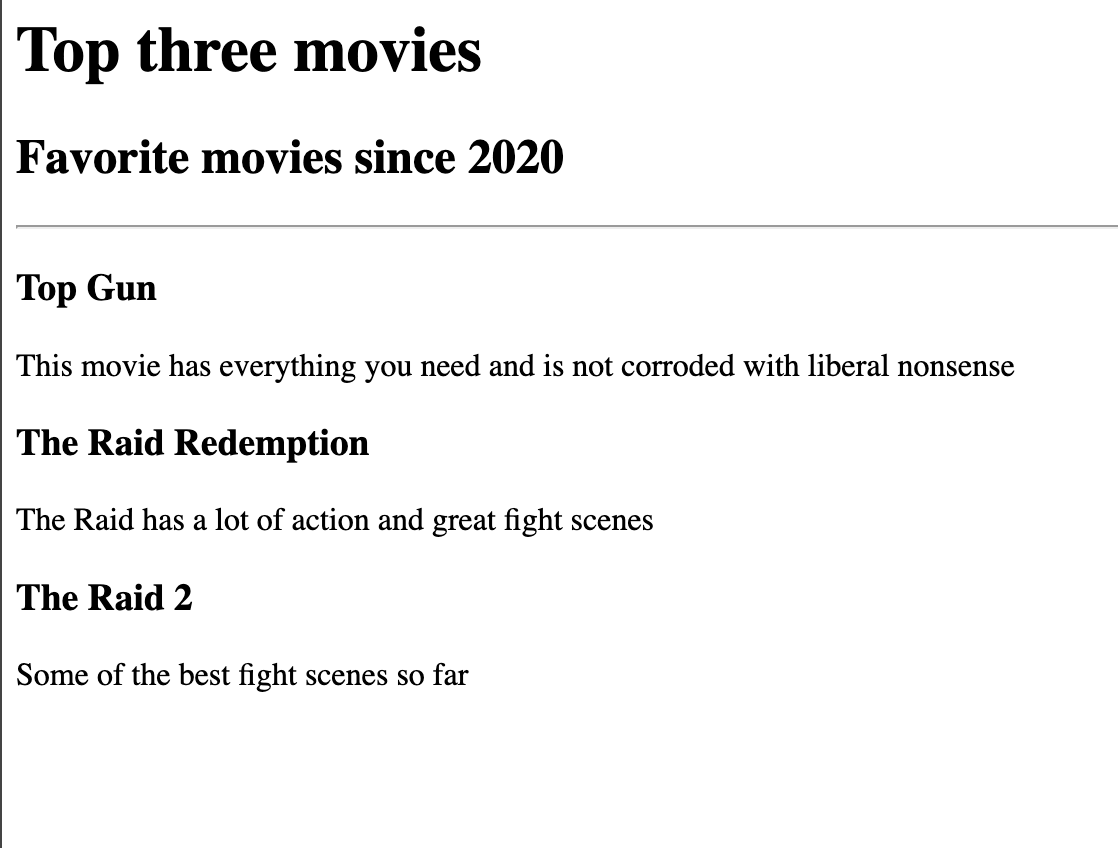 Top three movies
Favorite movies since 2020
Top Gun
This movie has everything you need and is not corroded with liberal nonsense
The Raid Redemption
The Raid has a lot of action and great fight scenes
The Raid 2
Some of the best fight scenes so far